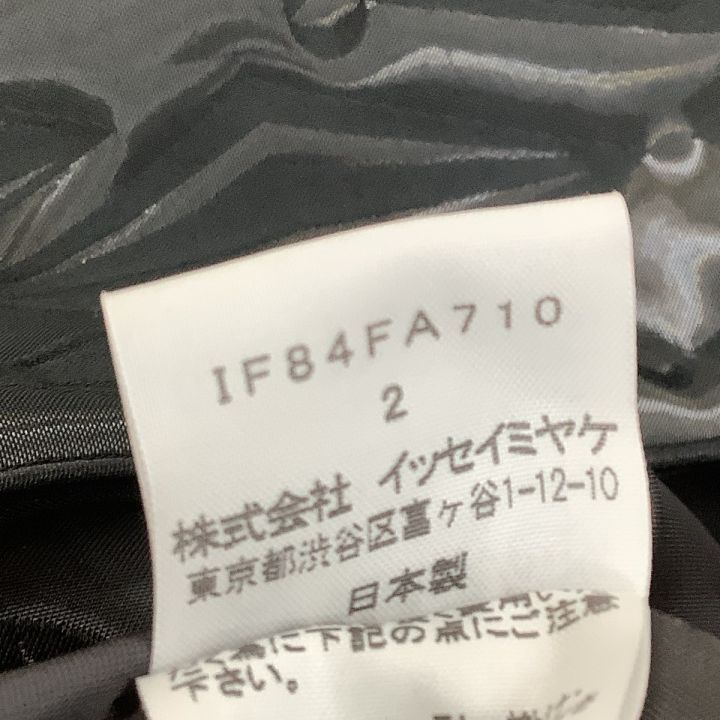 IF84FA710
2
株式会社 イッセイミヤケ
東京都渋谷区富ヶ谷1-12-10
日本製
に下記の点にご注意
下さい。